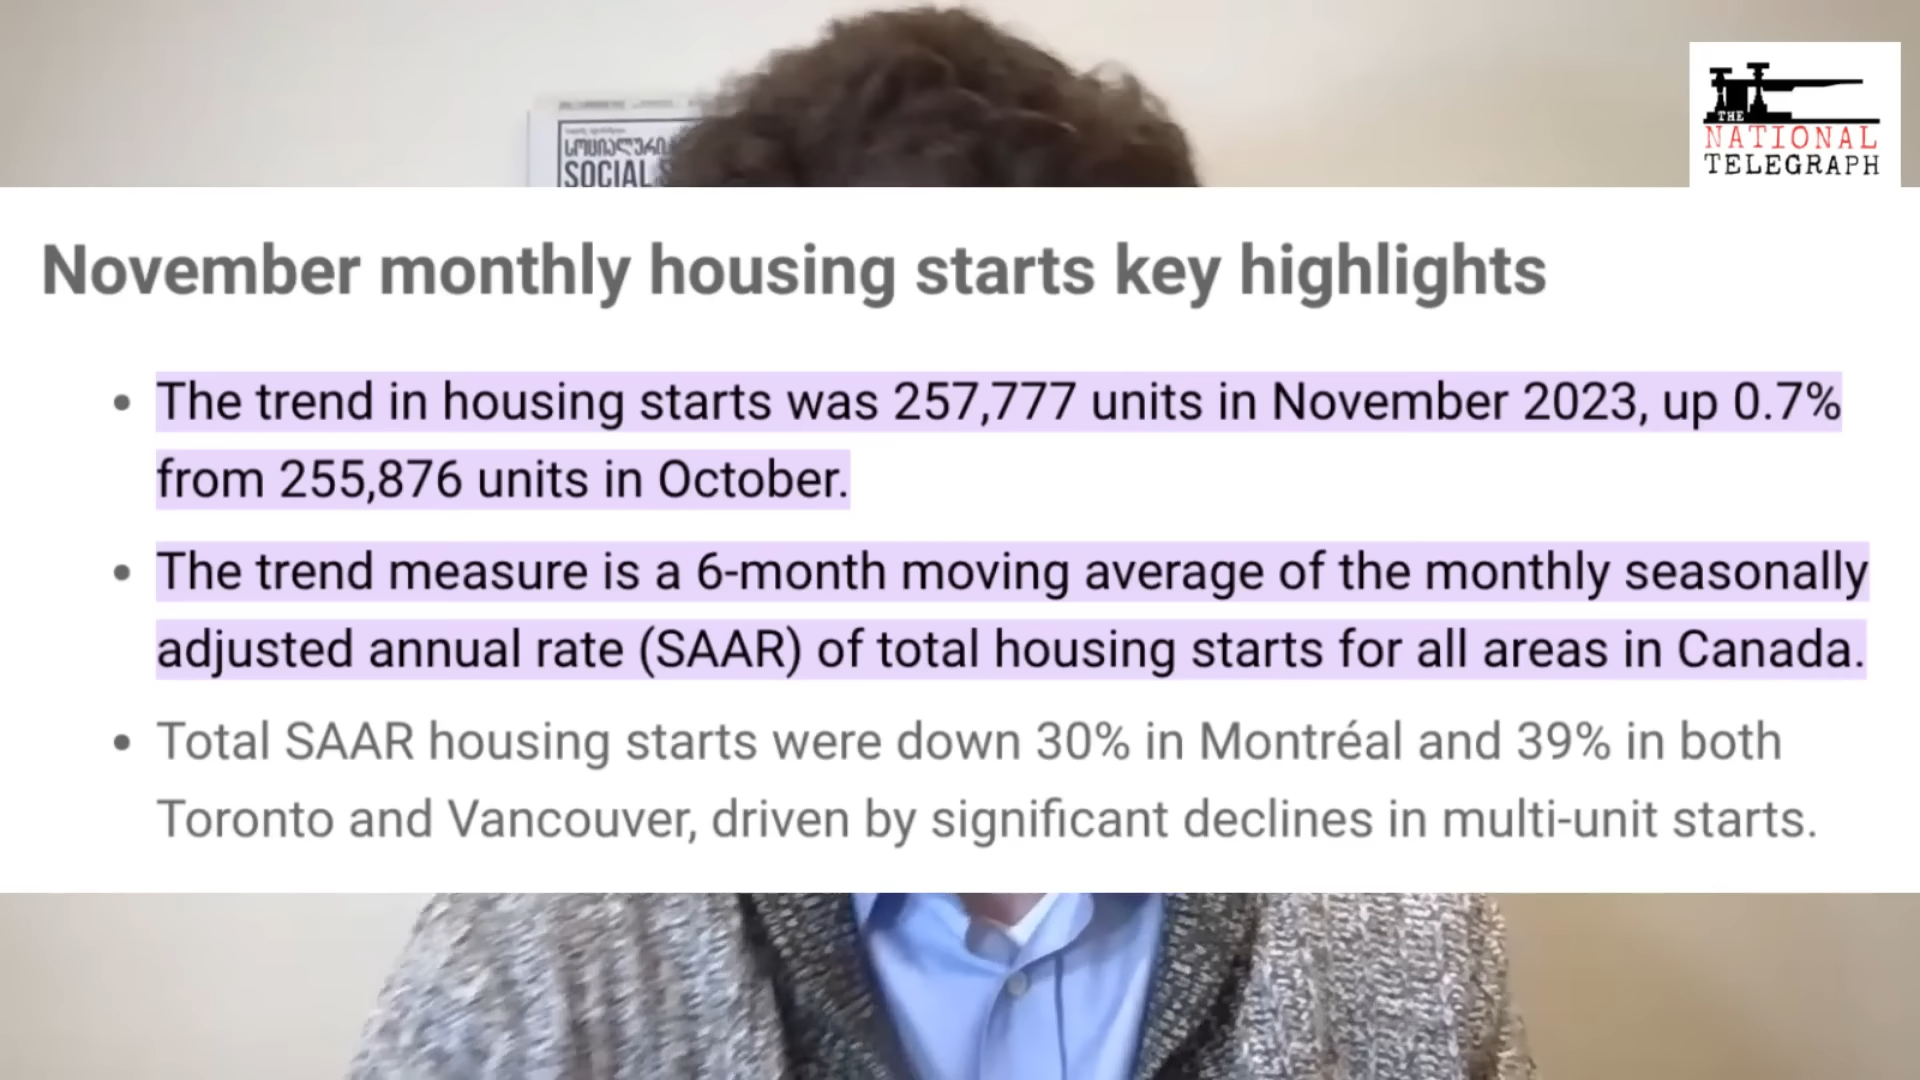 სოციალური
SOCIAL S
THE
NATIONAL
TELEGRAPH
November monthly housing starts key highlights
• The trend in housing starts was 257,777 units in November 2023, up 0.7%
from 255,876 units in October.
• The trend measure is a 6-month moving average of the monthly seasonally
adjusted annual rate (SAAR) of total housing starts for all areas in Canada.
• Total SAAR housing starts were down 30% in Montréal and 39% in both
Toronto and Vancouver, driven by significant declines in multi-unit starts.